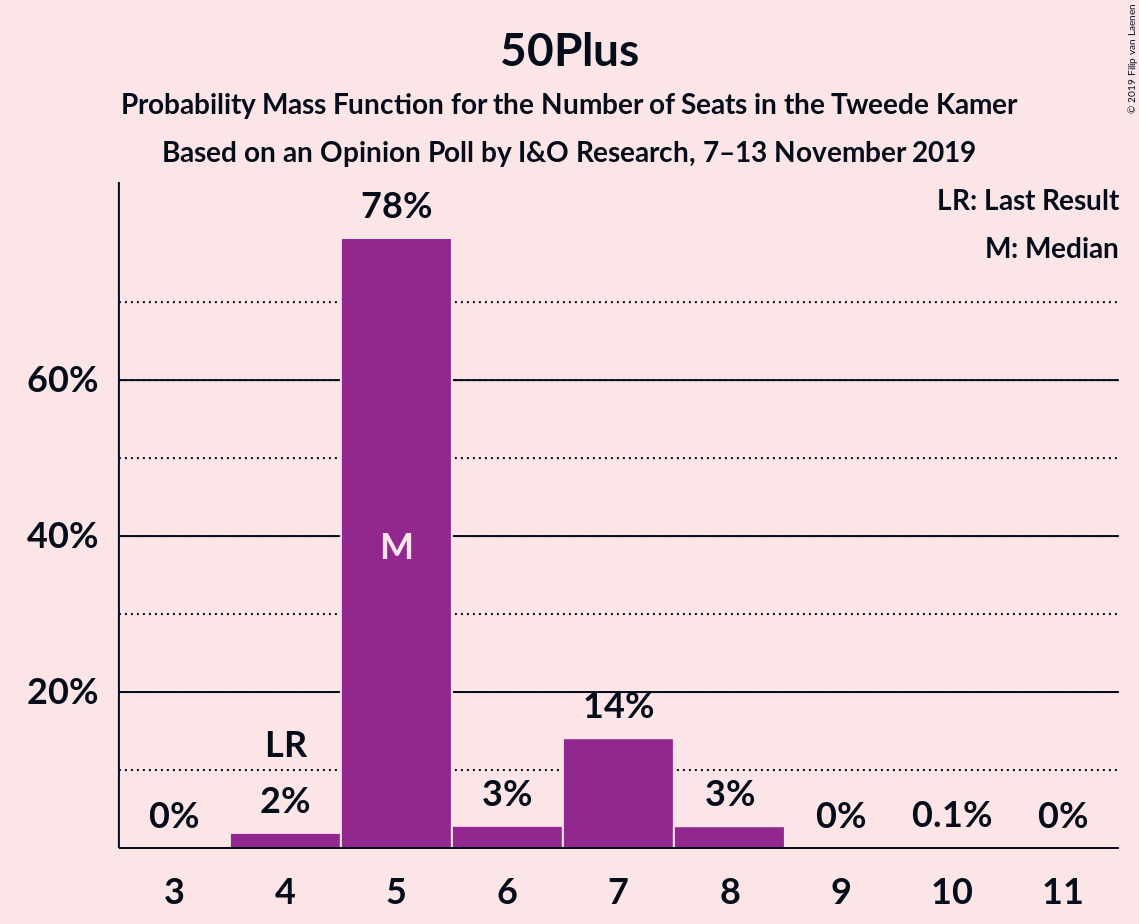 50Plus
Probability Mass Function for the Number of Seats in the Tweede Kamer
Based on an Opinion Poll by I&O Research, 7–13 November 2019
© 2019 Filip van Laenen
LR: Last Result
M: Median
78%
60%
40%
M
20%
14%
LR
0%
2%
3%
3%
0%
0.1%
0%
3 4 5 6 7 8 9 10 11